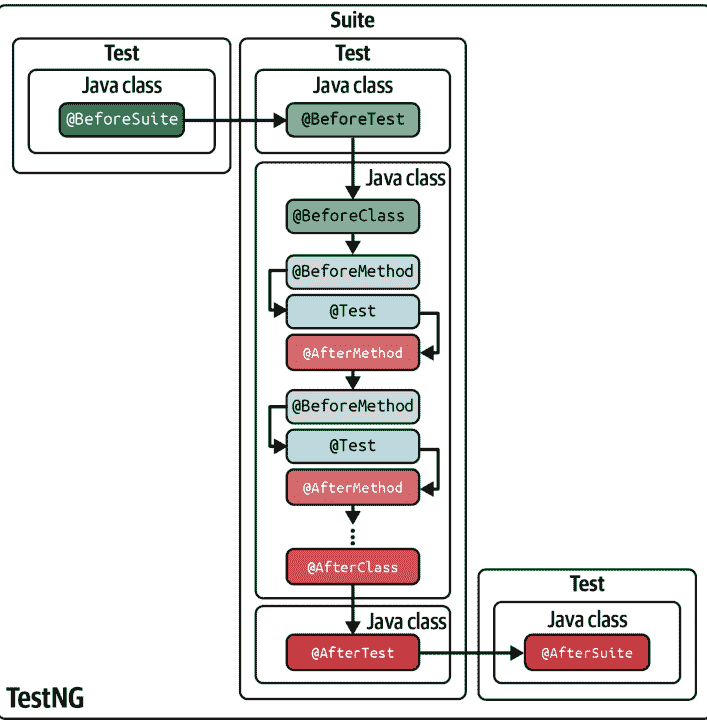 Suite
Test
Java class
@BeforeSuite
Test
Java class
@BeforeTest
Java class
@BeforeClass
@BeforeMethod
@Test
@AfterMethod
@BeforeMethod
@Test
@AfterMethod
@AfterClass
Java class
@AfterTest
Test
Java class
@AfterSuite
TestNG